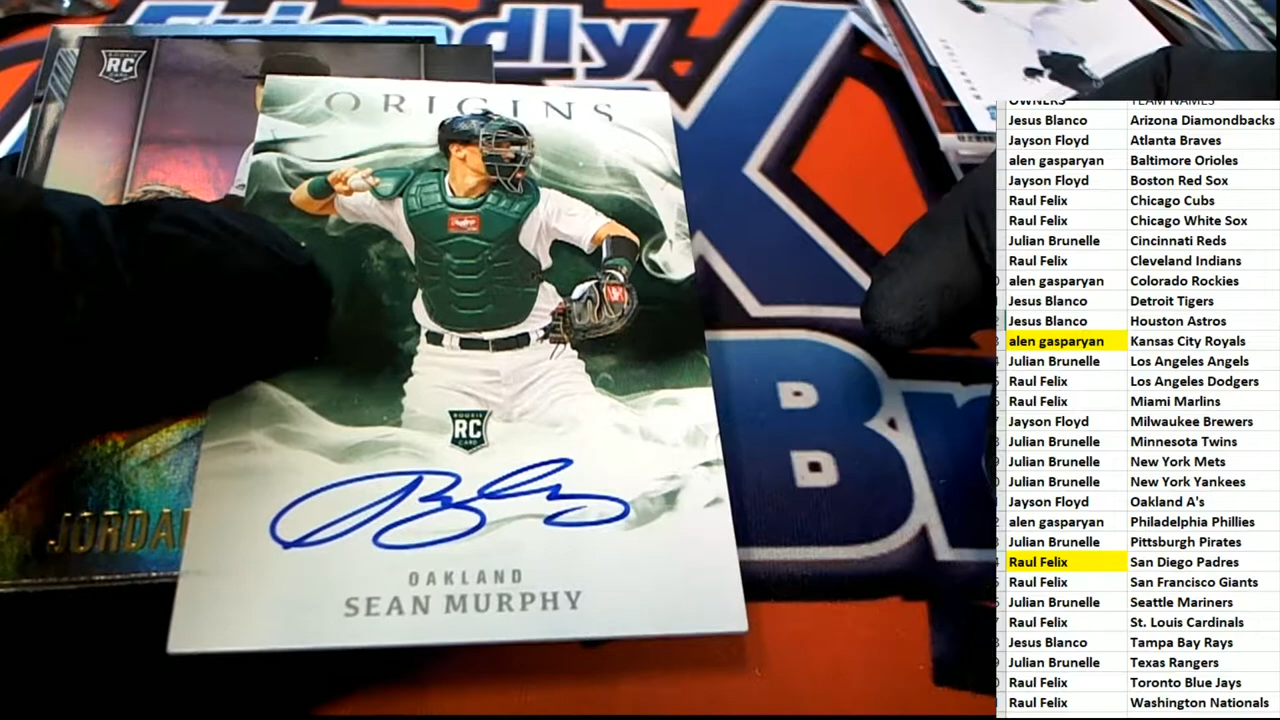 Friendly
Br
ROOKIE
RC
ORIGINS
ROOKIE
RC
CARD
OAKLAND
SEAN MURPHY
JORDA
OWNERS TEAM NAMES
Jesus Blanco Arizona Diamondbacks
Jayson Floyd Atlanta Braves
alen gasparyan Baltimore Orioles
Jayson Floyd Boston Red Sox
Raul Felix Chicago Cubs
Raul Felix Chicago White Sox
Julian Brunelle Cincinnati Reds
Raul Felix Cleveland Indians
alen gasparyan Colorado Rockies
Jesus Blanco Detroit Tigers
Jesus Blanco Houston Astros
alen gasparyan Kansas City Royals
Julian Brunelle Los Angeles Angels
Raul Felix Los Angeles Dodgers
Raul Felix Miami Marlins
Jayson Floyd Milwaukee Brewers
Julian Brunelle Minnesota Twins
Julian Brunelle New York Mets
Julian Brunelle New York Yankees
Jayson Floyd Oakland A's
alen gasparyan Philadelphia Phillies
Julian Brunelle Pittsburgh Pirates
Raul Felix San Diego Padres
Raul Felix San Francisco Giants
Julian Brunelle Seattle Mariners
Raul Felix St. Louis Cardinals
Jesus Blanco Tampa Bay Rays
Julian Brunelle Texas Rangers
Raul Felix Toronto Blue Jays
Raul Felix Washington Nationals